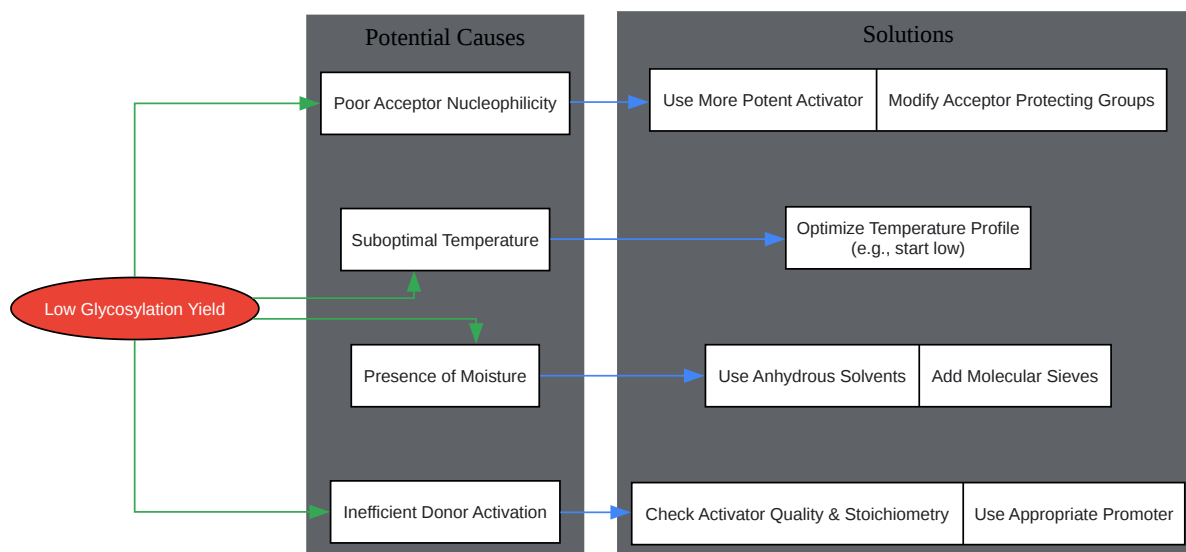 Potential Causes
Solutions
Poor Acceptor Nucleophilicity
Use More Potent Activator
Modify Acceptor Protecting Groups
Suboptimal Temperature
Optimize Temperature Profile
(e.g., start low)
Low Glycosylation Yield
Presence of Moisture
Use Anhydrous Solvents
Add Molecular Sieves
Inefficient Donor Activation
Check Activator Quality & Stoichiometry
Use Appropriate Promoter